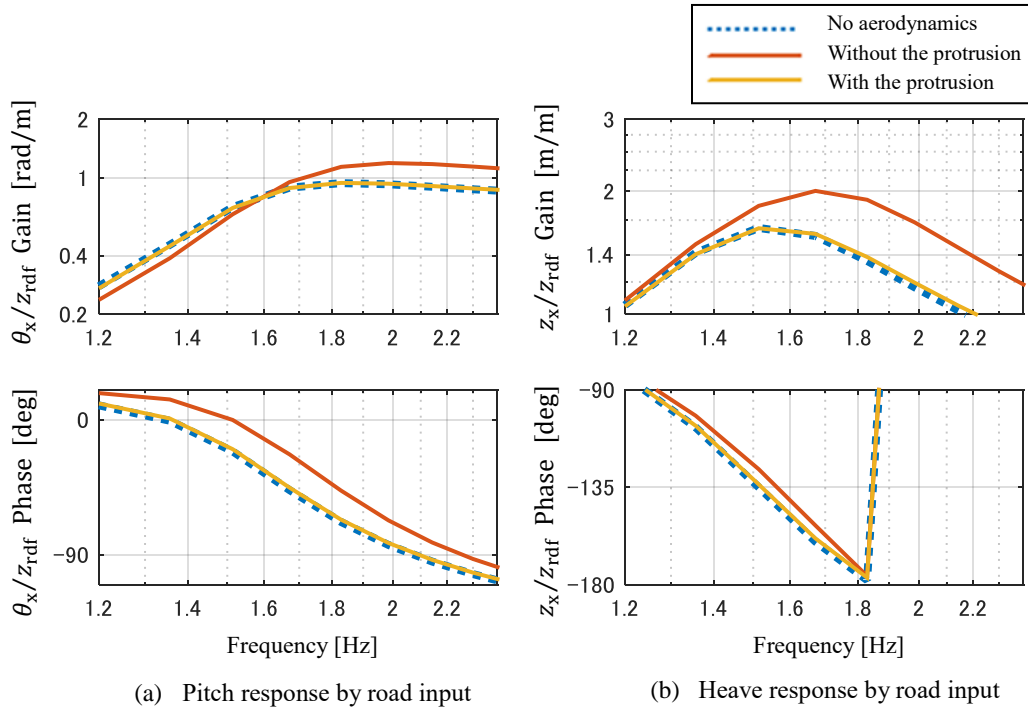 No aerodynamics
Without the protrusion
With the protrusion
θx/zrdf Gain [rad/m]
2
1
0.4
0.2
1.2 1.4 1.6 1.8 2 2.2
zx/zrdf Gain [m/m]
3
2
1.4
1
1.2 1.4 1.6 1.8 2 2.2
θx/zrdf Phase [deg]
0
−90
1.2 1.4 1.6 1.8 2 2.2
Frequency [Hz]
zx/zrdf Phase [deg]
−90
−135
−180
1.2 1.4 1.6 1.8 2 2.2
Frequency [Hz]
(a) Pitch response by road input
(b) Heave response by road input